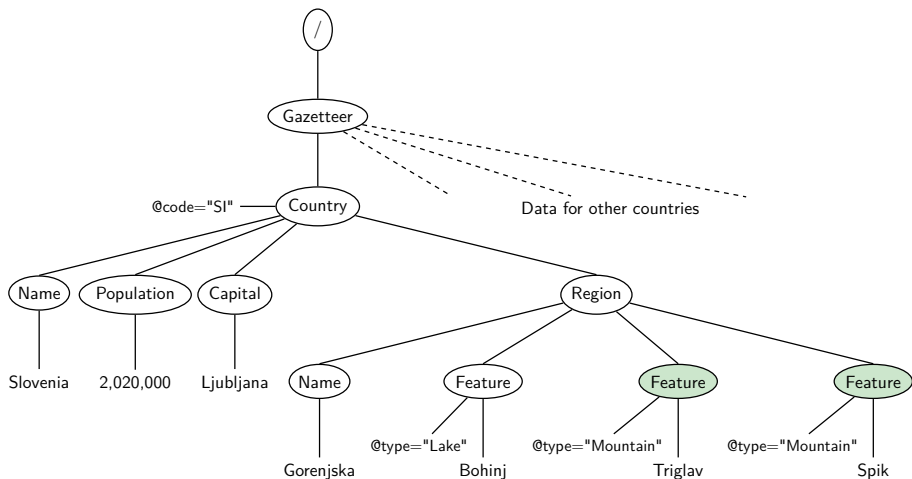 /
Gazetteer
@code="SI"
Country
Data for other countries
Name
Population
Capital
Region
Slovenia
2,020,000
Ljubljana
Name
Feature
Feature
Feature
@type="Lake"
@type="Mountain"
@type="Mountain"
Gorenjska
Bohinj
Triglav
Spik